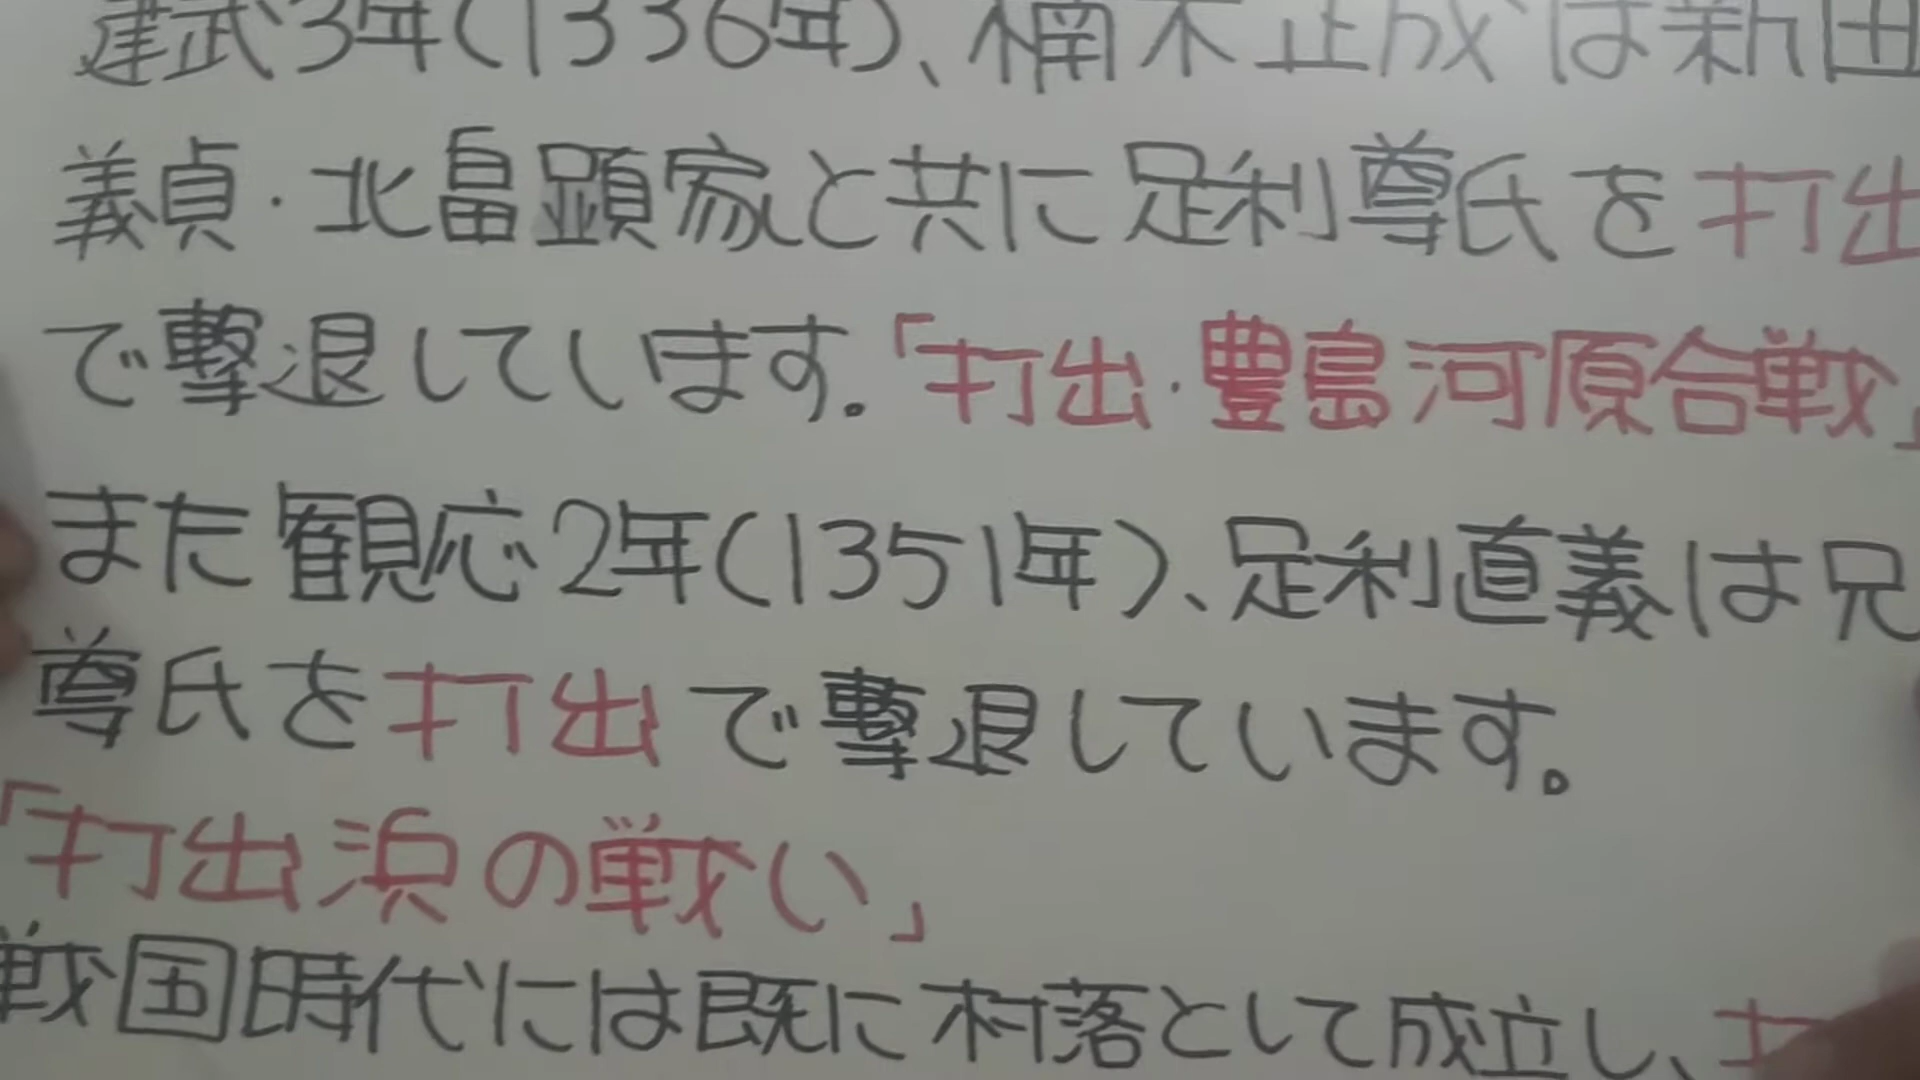 建武3年(1336年)、楠木正成は新田
義貞・北畠顕家と共に足利尊氏を打出
で撃退しています。「打出・豊島河原合戦」
また観応2年(1351年)、足利直義は兄
尊氏を打出で撃退しています。
「打出浜の戦い」
戦国時代には既に村落として成立し、打